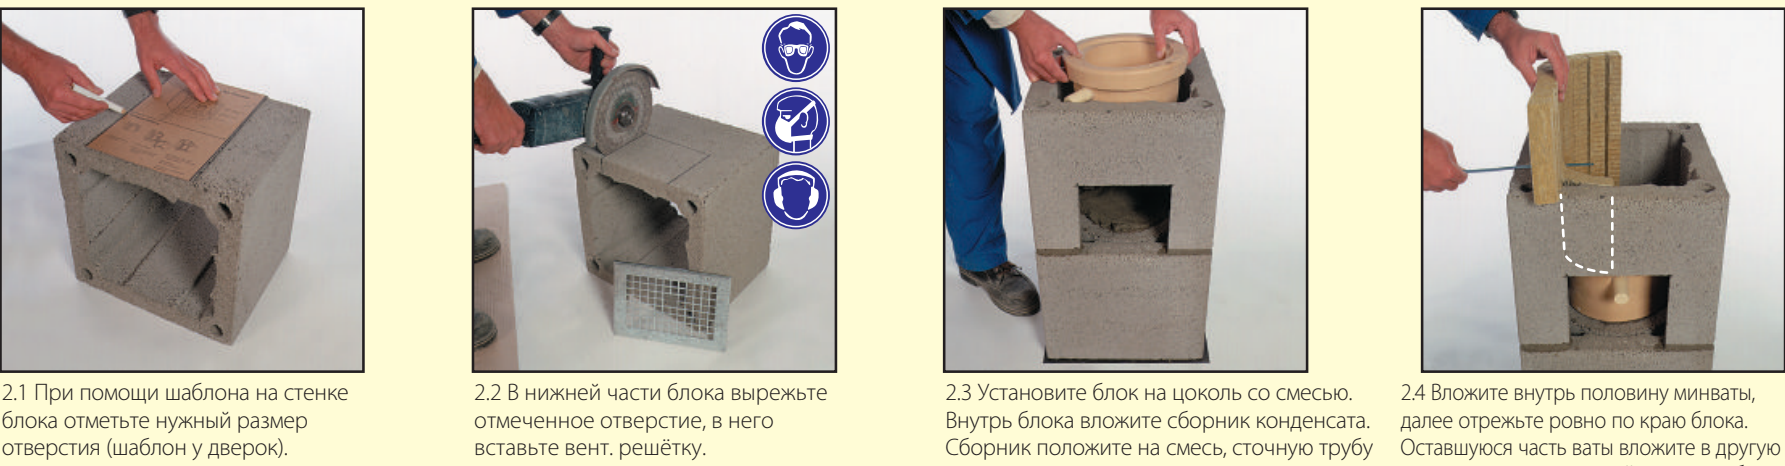 2.1 При помощи шаблона на стенке
блока отметьте нужный размер
отверстия (шаблон у дверок).
2.2 В нижней части блока вырежьте
отмеченное отверстие, в него
вставьте вент. решётку.
2.3 Установите блок на цоколь со смесью.
Внутрь блока вложите сборник конденсата.
Сборник положите на смесь, сточную трубу
2.4 Вложите внутрь половину минваты,
далее отрежьте ровно по краю блока.
Оставшуюся часть ваты вложите в другую